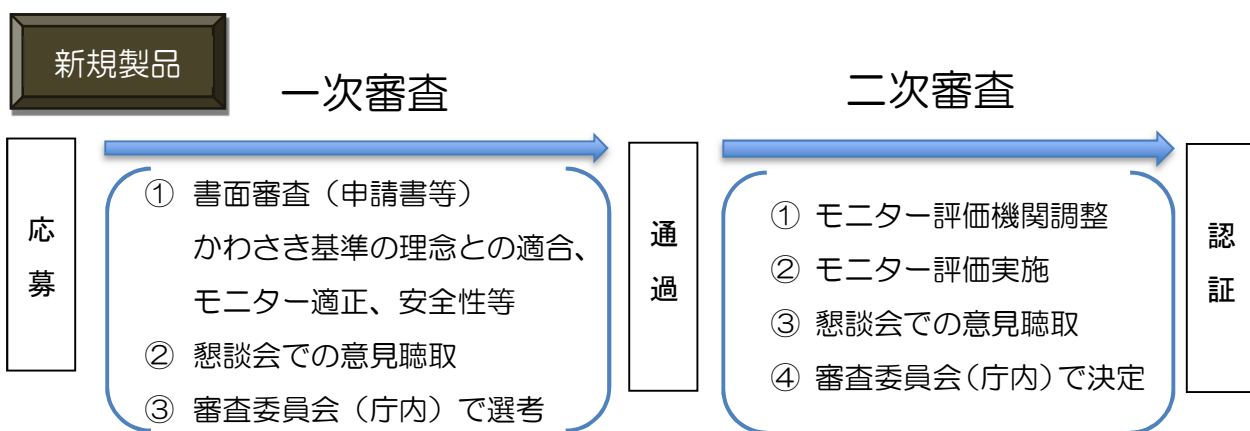 新規製品
一次審査
二次審査
応募
① 書面審査（申請書等）
かわさき基準の理念との適合、
モニター適正、安全性等
② 懇談会での意見聴取
③ 審査委員会（庁内）で選考
通過
① モニター評価機関調整
② モニター評価実施
③ 懇談会での意見聴取
④ 審査委員会（庁内）で決定
認証